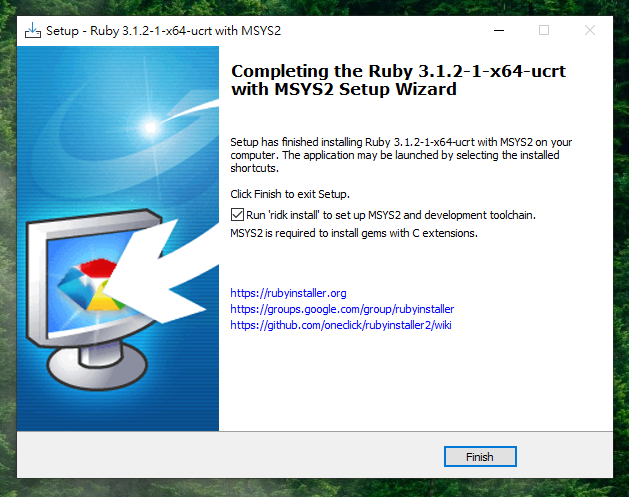 Setup - Ruby 3.1.2-1-x64-ucrt with MSYS2
Completing the Ruby 3.1.2-1-x64-ucrt
with MSYS2 Setup Wizard
Setup has finished installing Ruby 3.1.2-1-x64-ucrt with MSYS2 on your
computer. The application may be launched by selecting the installed
shortcuts.
Click Finish to exit Setup.
Run 'ridk install' to set up MSYS2 and development toolchain.
MSYS2 is required to install gems with C extensions.
https://rubyinstaller.org
https://groups.google.com/group/rubyinstaller
https://github.com/oneclick/rubyinstaller2/wiki
Finish